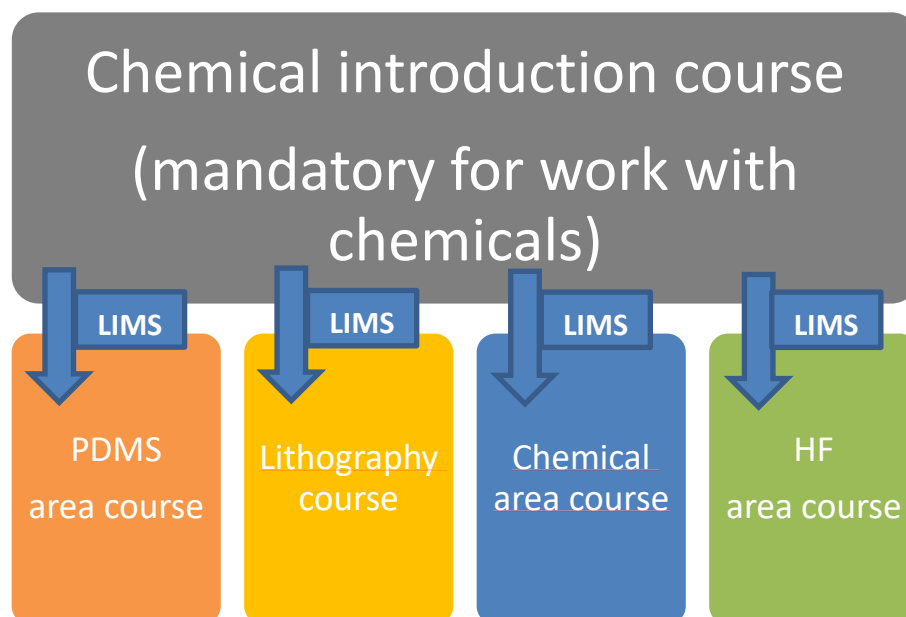 Chemical introduction course
(mandatory for work with
chemicals)
LIMS
LIMS
LIMS
LIMS
PDMS
area course
Lithography
course
Chemical
area course
HF
area course